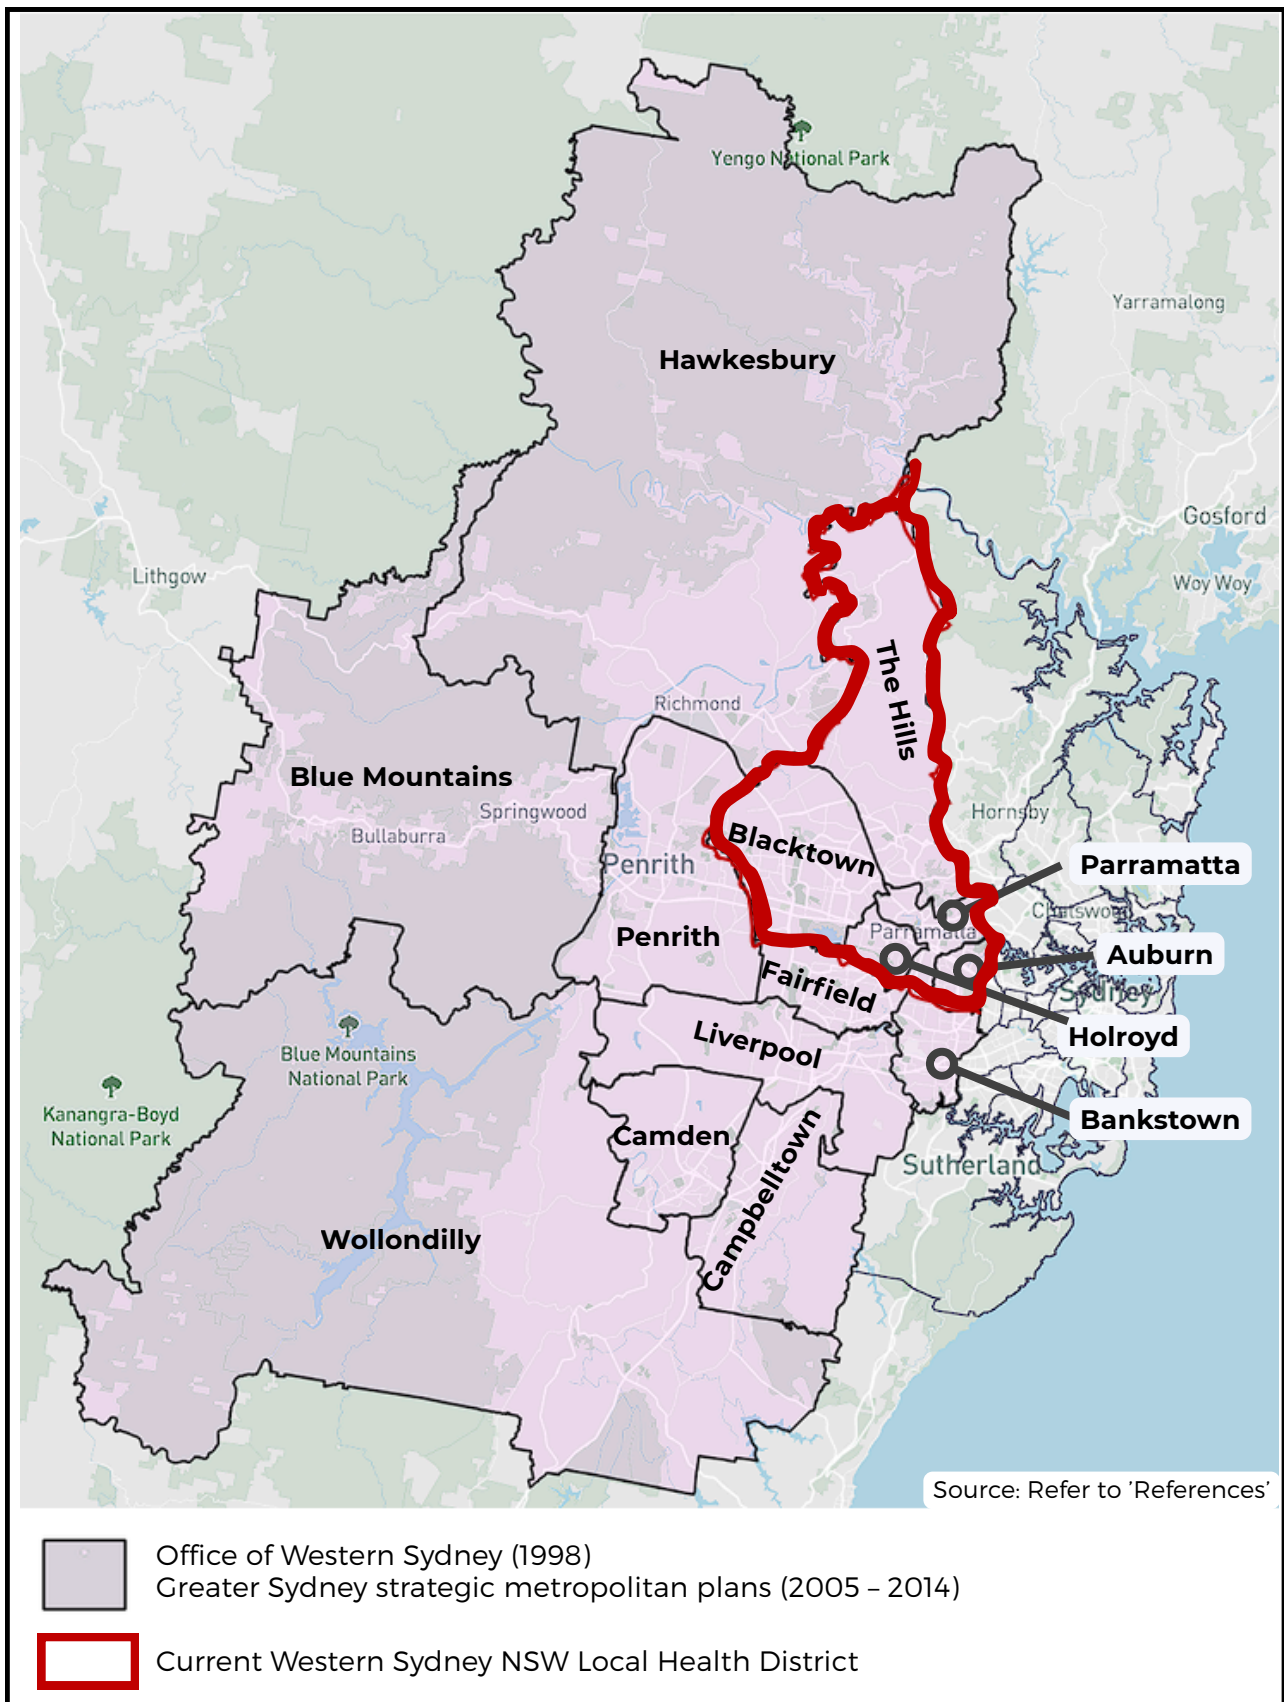 Yengo National Park
Yarramalong
Hawkesbury
Gosford
Woy Woy
Lithgow
The Hills
Richmond
Blue Mountains
Springwood
Bullaburra
Hornsby
Blacktown
Penrith
Parramatta
Chatswood
Parramatta
Penrith
Auburn
Fairfield
Sydney
Holroyd
Liverpool
Blue Mountains
National Park
Bankstown
Kanangra-Boyd
National Park
Camden
Campbelltown
Sutherland
Wollondilly
Source: Refer to 'References'
Office of Western Sydney (1998)
Greater Sydney strategic metropolitan plans (2005 – 2014)
Current Western Sydney NSW Local Health District